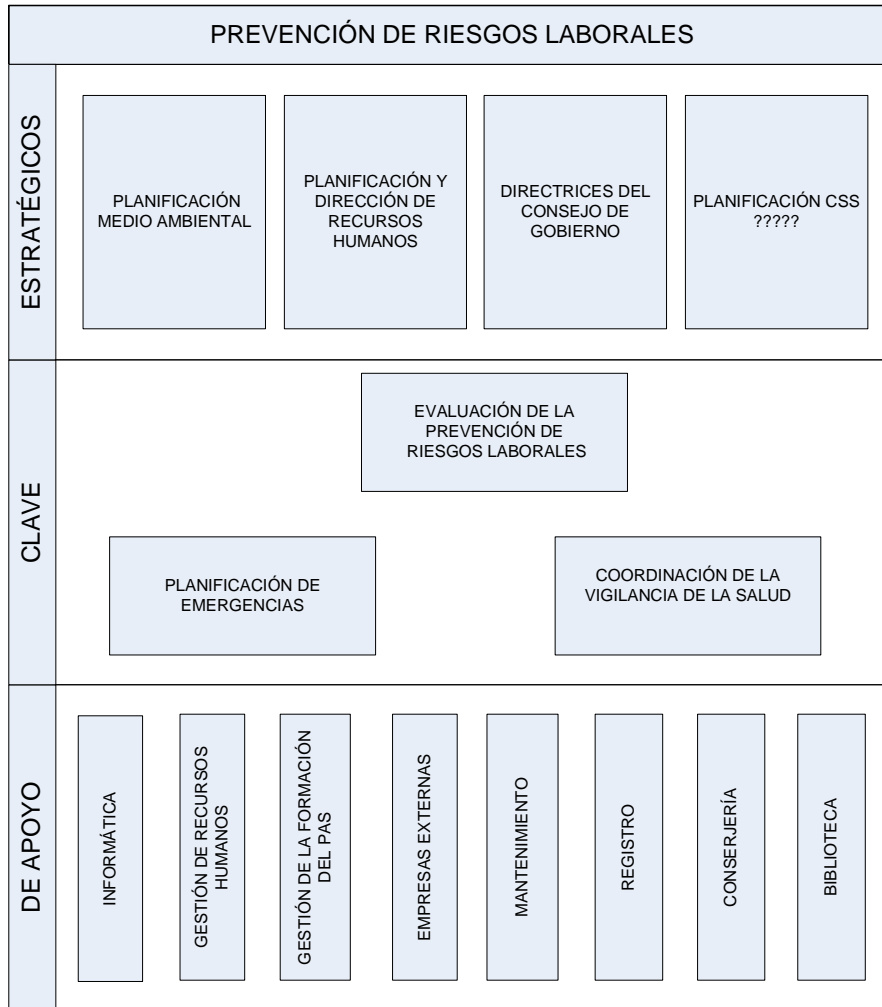 PREVENCIÓN DE RIESGOS LABORALES
ESTRATÉGICOS
PLANIFICACIÓN
MEDIO AMBIENTAL
PLANIFICACIÓN Y
DIRECCIÓN DE
RECURSOS
HUMANOS
DIRECTRICES DEL
CONSEJO DE
GOBIERNO
PLANIFICACIÓN CSS
?????
CLAVE
EVALUACIÓN DE LA
PREVENCIÓN DE
RIESGOS LABORALES
PLANIFICACIÓN DE
EMERGENCIAS
COORDINACIÓN DE LA
VIGILANCIA DE LA SALUD
DE APOYO
INFORMÁTICA
GESTIÓN DE RECURSOS
HUMANOS
GESTIÓN DE LA FORMACIÓN
DEL PAS
EMPRESAS EXTERNAS
MANTENIMIENTO
REGISTRO
CONSERJERÍA
BIBLIOTECA